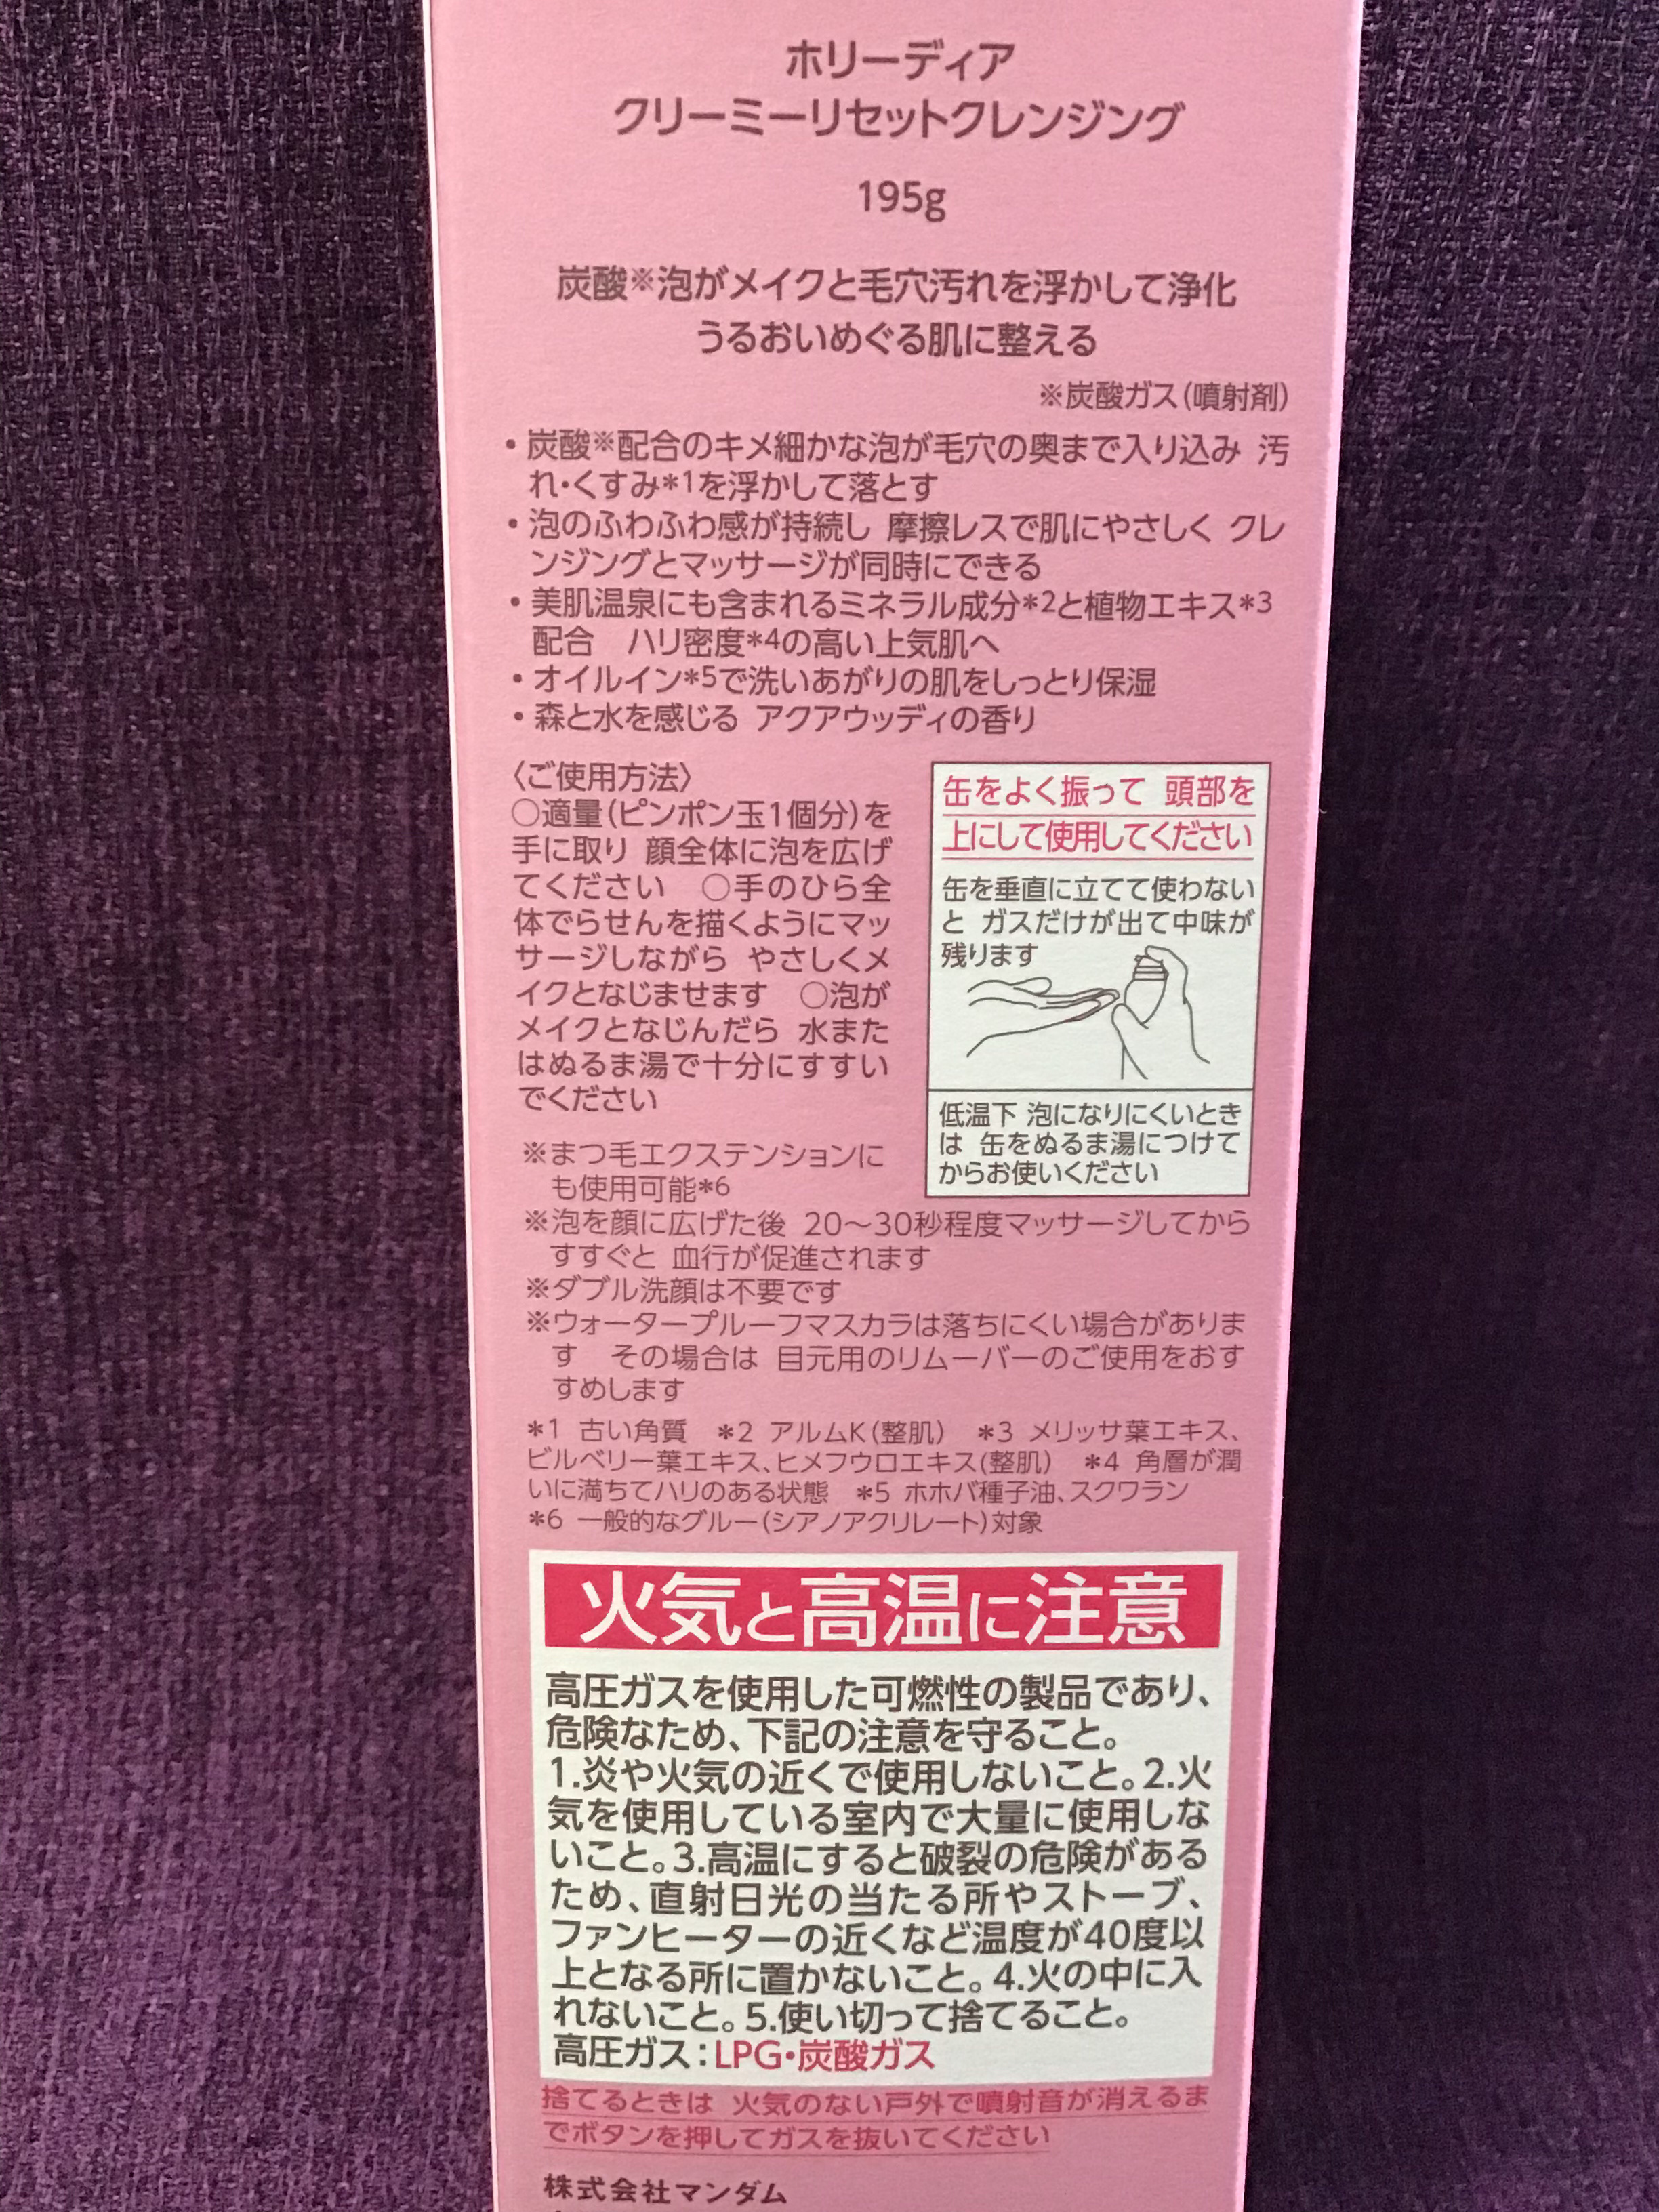 ホリーディア
クリーミーリセットクレンジング
195g
炭酸※泡がメイクと毛穴汚れを浮かして浄化
うるおいめぐる肌に整える
※炭酸ガス(噴射剤)
・炭酸※配合のキメ細かな泡が毛穴の奥まで入り込み 汚
れ・くすみ*1を浮かして落とす
・泡のふわふわ感が持続し 摩擦レスで肌にやさしく クレ
ンジングとマッサージが同時にできる
・美肌温泉にも含まれるミネラル成分*2と植物エキス*3
配合 ハリ密度*4の高い上気肌へ
・オイルイン*5で洗いあがりの肌をしっとり保湿
・森と水を感じる アクアウッディの香り
〈ご使用方法〉
○適量(ピンポン玉1個分)を
手に取り 顔全体に泡を広げ
てください ○手のひら全
体でらせんを描くようにマッ
サージしながら やさしくメ
イクとなじませます ○泡が
メイクとなじんだら 水また
はぬるま湯で十分にすすい
でください
缶をよく振って 頭部を
上にして使用してください
缶を垂直に立てて使わない
と ガスだけが出て中味が
残ります
低温下 泡になりにくいとき
は 缶をぬるま湯につけて
からお使いください
※まつ毛エクステンションに
も使用可能*6
※泡を顔に広げた後 20〜30秒程度マッサージしてから
すすぐと 血行が促進されます
※ダブル洗顔は不要です
※ウォータープルーフマスカラは落ちにくい場合がありま
す その場合は 目元用のリムーバーのご使用をおす
すめします
*1 古い角質 *2 アルムK(整肌) *3 メリッサ葉エキス、
ビルベリー葉エキス、ヒメフウロエキス(整肌) *4 角層が潤
いに満ちてハリのある状態 *5 ホホバ種子油、スクワラン
*6 一般的なグルー(シアノアクリレート)対象
火気と高温に注意
高圧ガスを使用した可燃性の製品であり、
危険なため、下記の注意を守ること。
1.炎や火気の近くで使用しないこと。2.火
気を使用している室内で大量に使用しな
いこと。3.高温にすると破裂の危険がある
ため、直射日光の当たる所やストーブ、
ファンヒーターの近くなど温度が40度以
上となる所に置かないこと。4.火の中に入
れないこと。5.使い切って捨てること。
高圧ガス:LPG・炭酸ガス
捨てるときは 火気のない戸外で噴射音が消えるま
でボタンを押してガスを抜いてください
株式会社マンダム